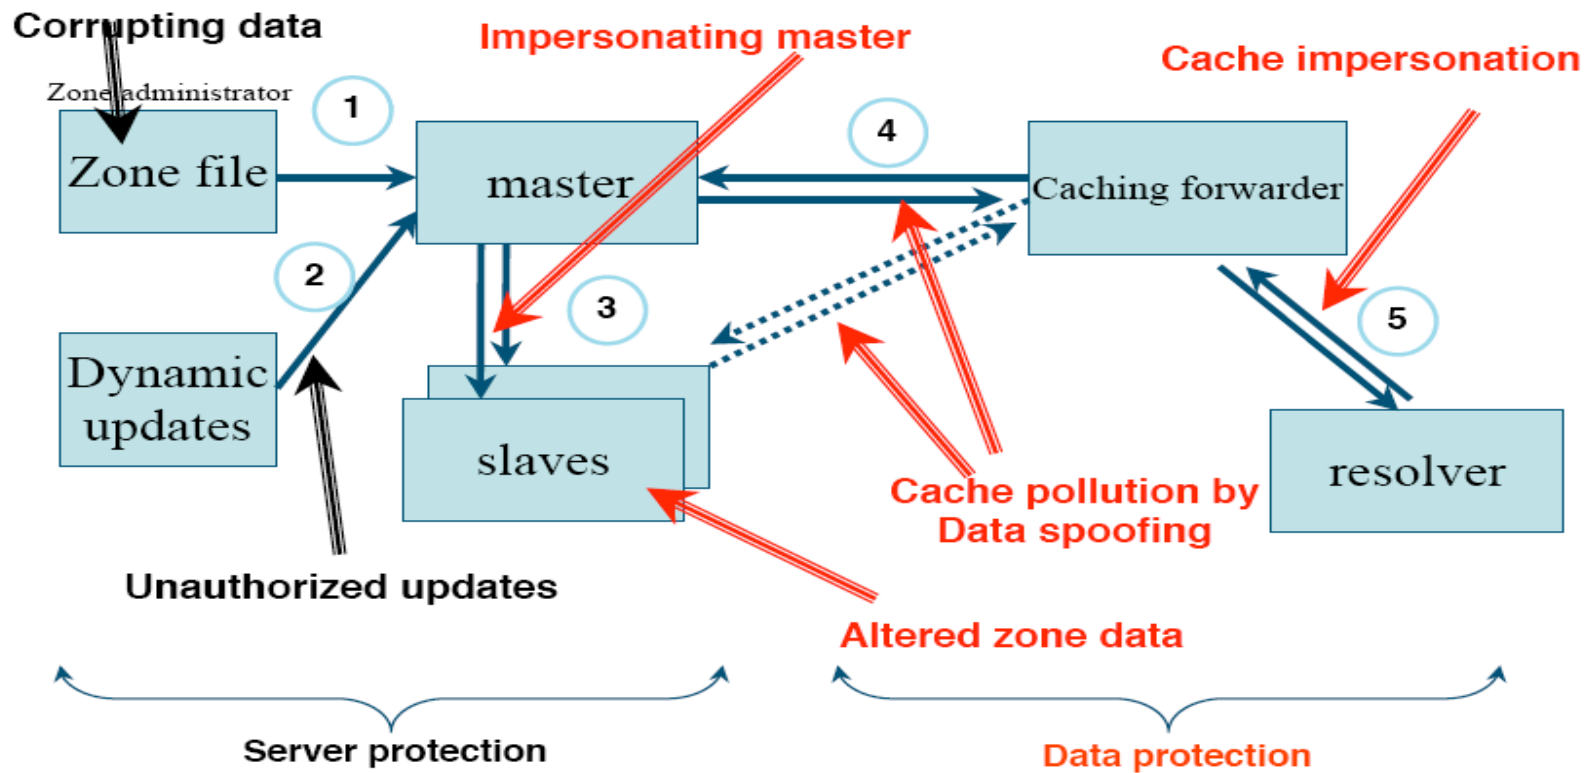 Corrupting data
Impersonating master
Cache impersonation
Zone administrator
1
4
Zone file
master
Caching forwarder
2
3
5
Dynamic
updates
slaves
resolver
Cache pollution by
Data spoofing
Unauthorized updates
Altered zone data
Server protection
Data protection